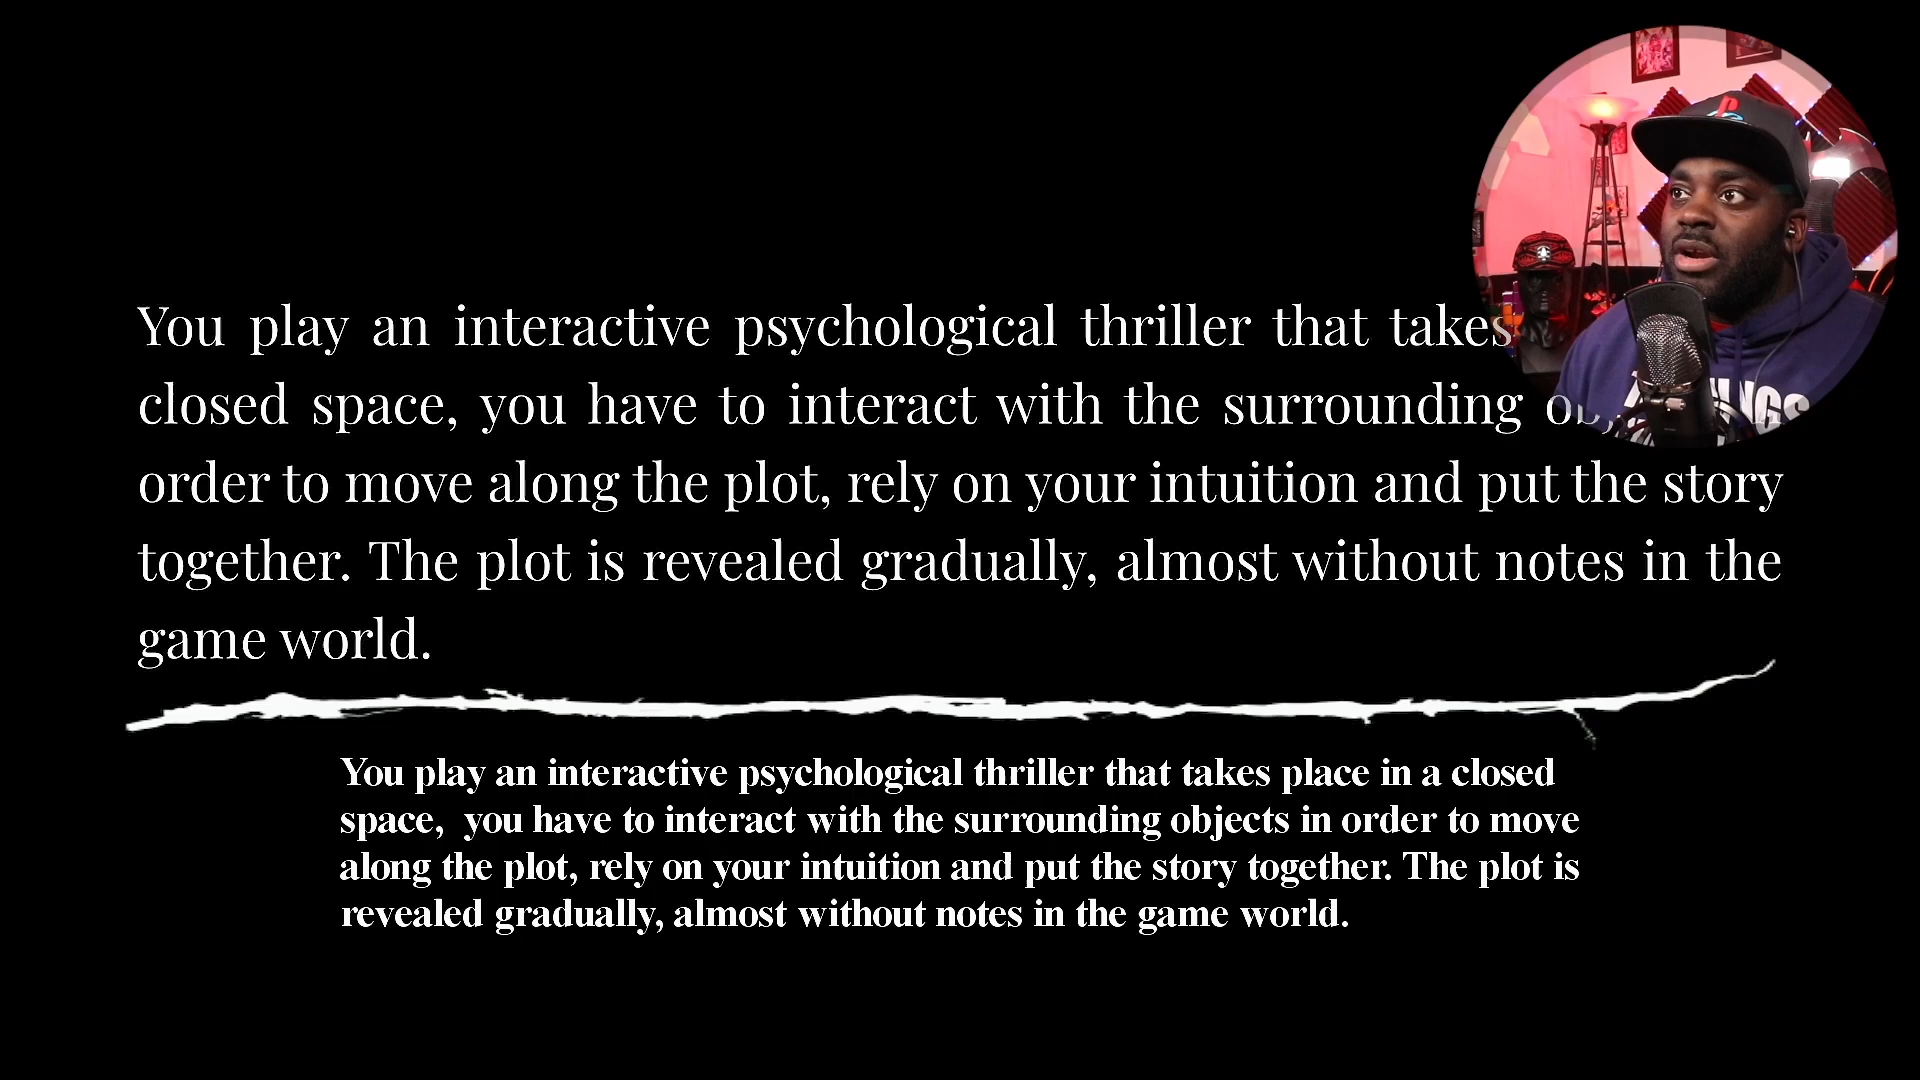 You play an interactive psychological thriller that takes
closed space, you have to interact with the surrounding
order to move along the plot, rely on your intuition and put the story
together. The plot is revealed gradually, almost without notes in the
game world.
You play an interactive psychological thriller that takes place in a closed
space,  you have to interact with the surrounding objects in order to move
along the plot, rely on your intuition and put the story together. The plot is
revealed gradually, almost without notes in the game world.